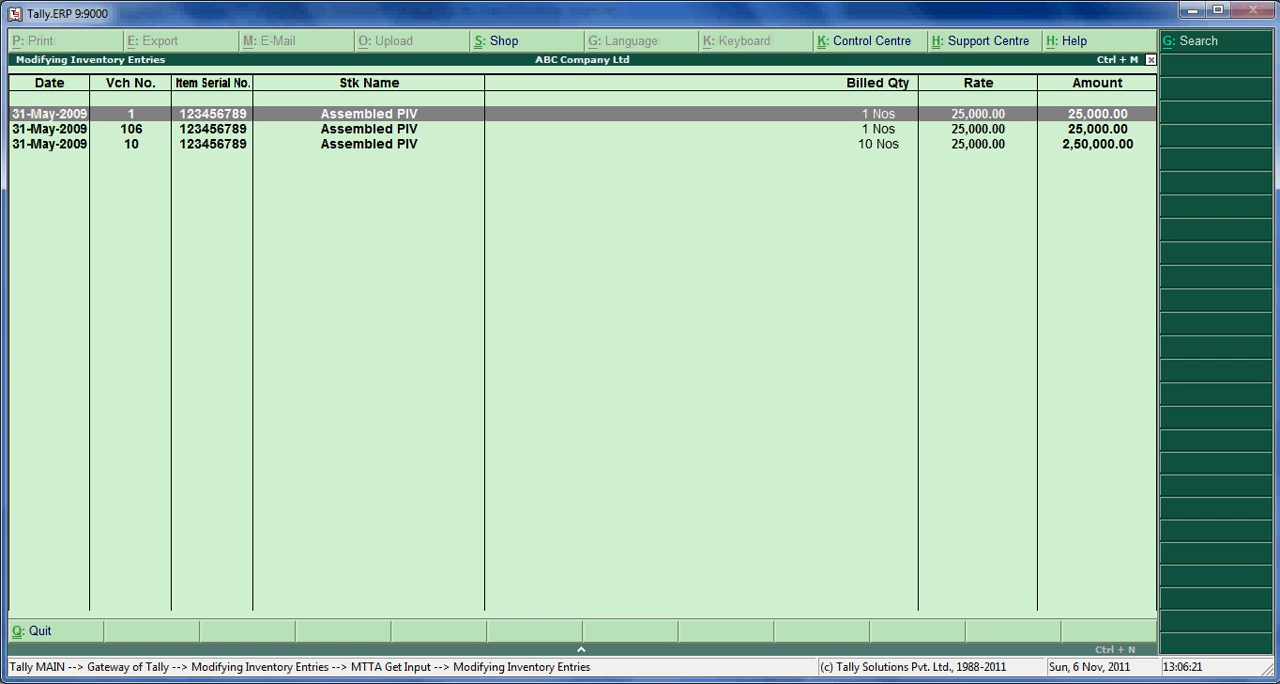 Tally.ERP 9:9000
P: Print E: Export M: E-Mail O: Upload S: Shop G: Language K: Keyboard K: Control Centre H: Support Centre H: Help G: Search
Modifying Inventory Entries ABC Company Ltd Ctrl + M
Date Vch No. Item Serial No. Stk Name Billed Qty Rate Amount
31-May-2009 1 123456789 Assembled PIV 1 Nos 25,000.00 25,000.00
31-May-2009 106 123456789 Assembled PIV 1 Nos 25,000.00 25,000.00
31-May-2009 10 123456789 Assembled PIV 10 Nos 25,000.00 2,50,000.00
Q: Quit
Ctrl + N
Tally MAIN --> Gateway of Tally --> Modifying Inventory Entries --> MTTA Get Input --> Modifying Inventory Entries (c) Tally Solutions Pvt. Ltd., 1988-2011 Sun, 6 Nov, 2011 13:06:21